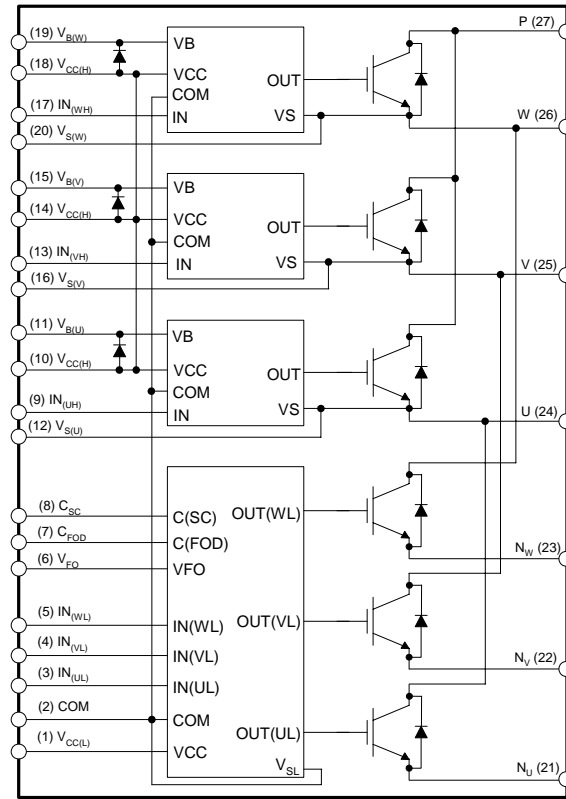 (19) VB(W)
VB
P (27)
(18) VCC(H)
VCC
OUT
COM
(17) IN(WH)
IN
VS
W (26)
(20) VS(W)
(15) VB(V)
VB
(14) VCC(H)
VCC
OUT
COM
(13) IN(VH)
IN
VS
V (25)
(16) VS(V)
(11) VB(U)
VB
(10) VCC(H)
VCC
OUT
COM
(9) IN(UH)
IN
VS
U (24)
(12) VS(U)
(8) CSC
C(SC)
OUT(WL)
(7) CFOD
C(FOD)
(6) VFO
VFO
NW (23)
(5) IN(WL)
IN(WL)
OUT(VL)
(4) IN(VL)
IN(VL)
(3) IN(UL)
IN(UL)
NV (22)
(2) COM
COM
OUT(UL)
(1) VCC(L)
VCC
VSL
NU (21)